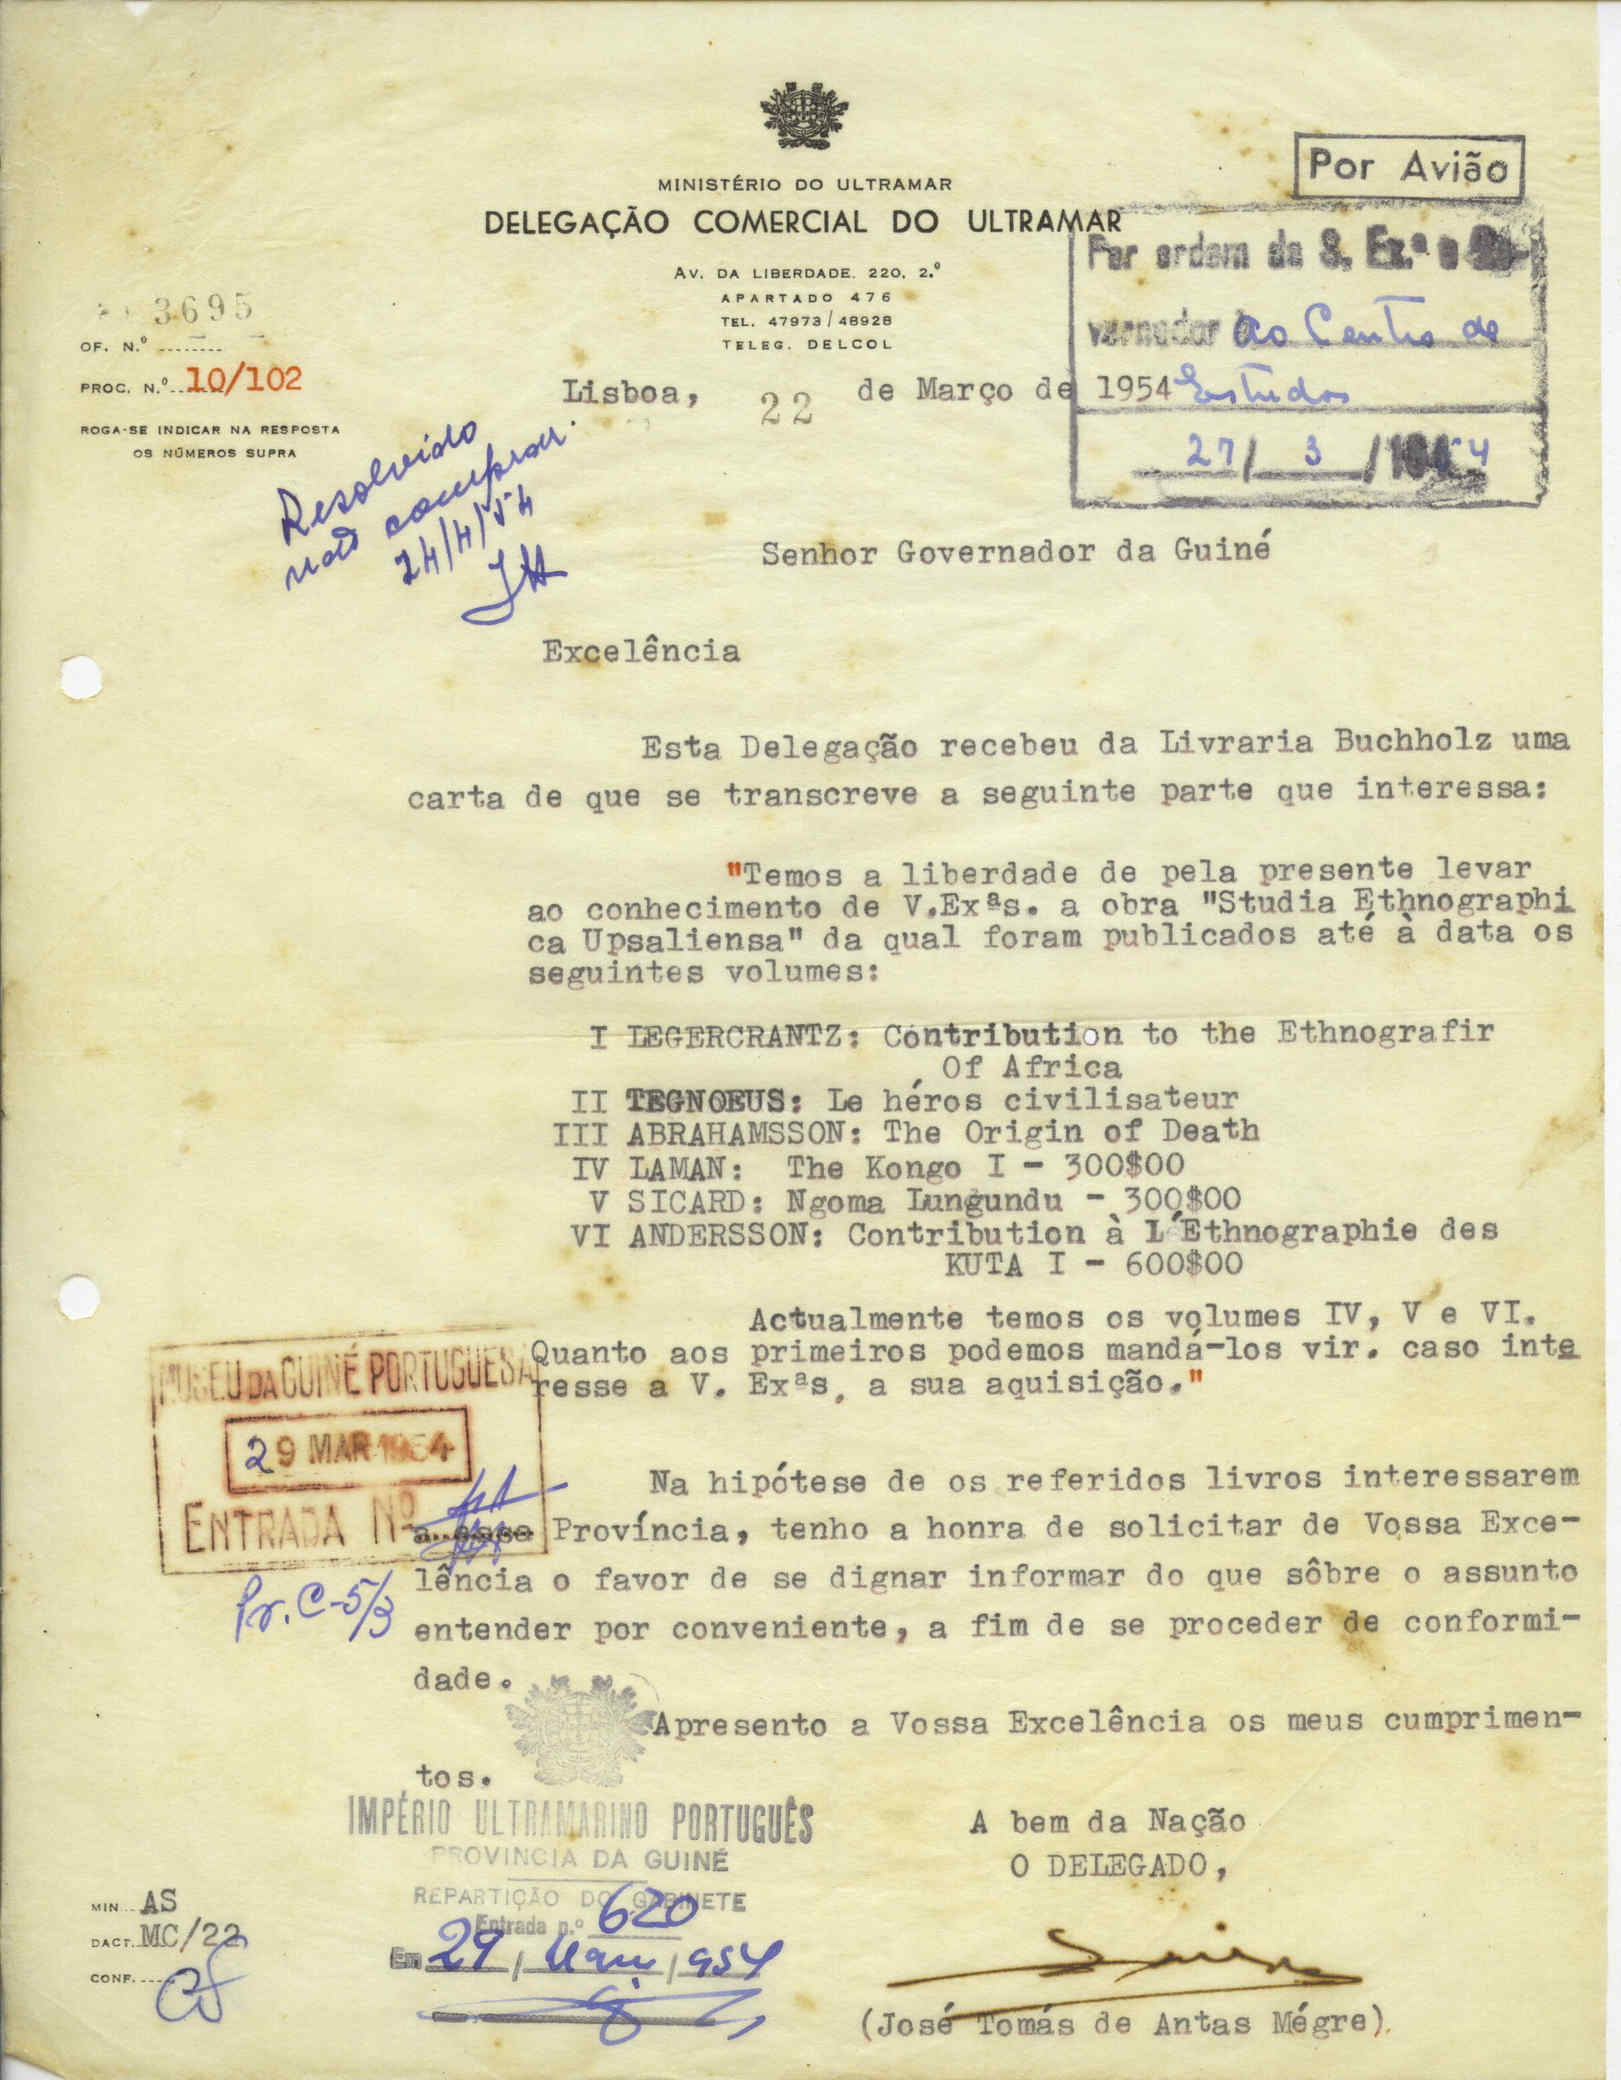 MINISTÉRIO DO ULTRAMAR
DELEGAÇÃO COMERCIAL DO ULTRAMAR
AV. DA LIBERDADE. 220, 2.º
APARTADO 476
TEL. 47973/48928
TELEG. DELCOL
Por Avião
Por ordem de S. Ex.ª o
vernador ao Centro de
Estudos
27/ 3 /1954
3695
OF. N.º
PROC. N.º 10/102
ROGA-SE INDICAR NA RESPOSTA
OS NÚMEROS SUPRA
Lisboa, 22 de Março de 1954
Resolvido
não comprar.
24/4/54
Senhor Governador da Guiné
Excelência
Esta Delegação recebeu da Livraria Buchholz uma
carta de que se transcreve a seguinte parte que interessa:
"Temos a liberdade de pela presente levar
ao conhecimento de V.Exªs. a obra "Studia Ethnographi
ca Upsaliensa" da qual foram publicados até à data os
seguintes volumes:
I LEGERCRANTZ: Contribution to the Ethnografir
Of Africa
II TEGNOEUS: Le héros civilisateur
III ABRAHAMSSON: The Origin of Death
IV LAMAN: The Kongo I - 300$00
V SICARD: Ngoma Lungundu - 300$00
VI ANDERSSON: Contribution à L'Ethnographie des
KUTA I - 600$00
Actualmente temos os volumes IV, V e VI.
Quanto aos primeiros podemos mandá-los vir. caso inte
resse a V. Exªs, a sua aquisição."
MUSEU DA GUINÉ PORTUGUESA
29 MAR 1954
ENTRADA Nº
Pr. C-5/3
Na hipótese de os referidos livros interessarem
a essa Província, tenho a honra de solicitar de Vossa Exce-
lência o favor de se dignar informar do que sôbre o assunto
entender por conveniente, a fim de se proceder de conformi-
dade.
Apresento a Vossa Excelência os meus cumprimen-
tos.
IMPÉRIO ULTRAMARINO PORTUGUÊS
PROVINCIA DA GUINÉ
REPARTIÇÃO DO GABINETE
Entrada n.º 620
Em 27/ /954
A bem da Nação
O DELEGADO,
(José Tomás de Antas Mégre).
MIN. AS
DACT. MC/22
CONF.